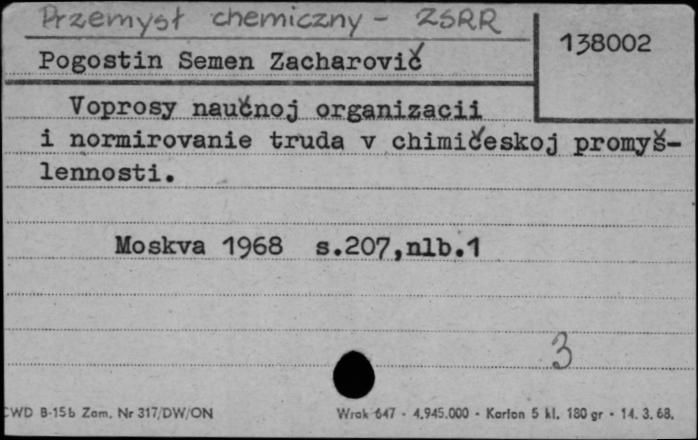 Przemysł chemiczny - ZSRR
138002
Pogostin Semen Zacharovič
Voprosy naučnoj organizacii
i normirovanie truda v chimičeskoj promyš-
lennosti.
Moskva 1968 s.207,nlb.1
3
CWD B-15b Zam. Nr 317/DW/ON Wrak 647 - 4.945.000 - Karton 5 kl. 180 gr - 14. 3. 68.